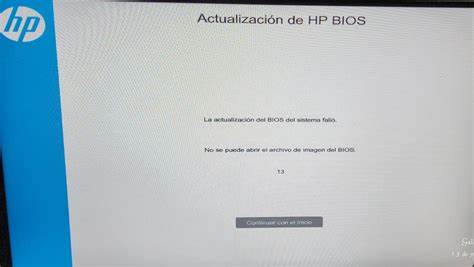 hp
Actualización de HP BIOS
La actualización del BIOS del sistema falló.
No se puede abrir el archivo de imagen del BIOS.
13
Continuar con el inicio